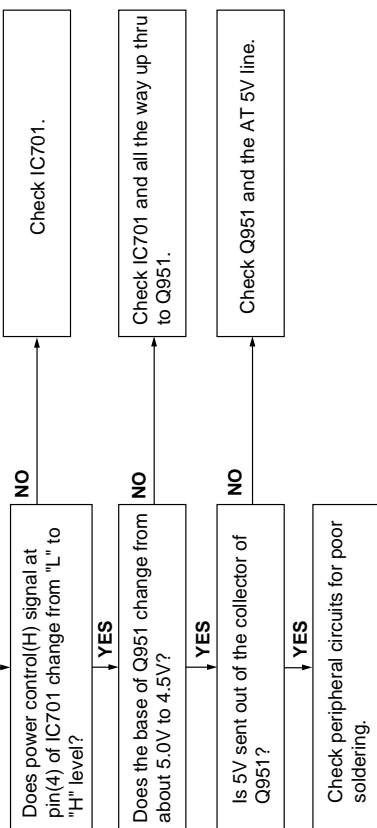 Does power control(H) signal at
pin(4) of IC701 change from "L" to
"H" level?
NO
Check IC701.
YES
Does the base of Q951 change from
about 5.0V to 4.5V?
NO
Check IC701 and all the way up thru
to Q951.
YES
Is 5V sent out of the collector of
Q951?
NO
Check Q951 and the AT 5V line.
YES
Check peripheral circuits for poor
soldering.